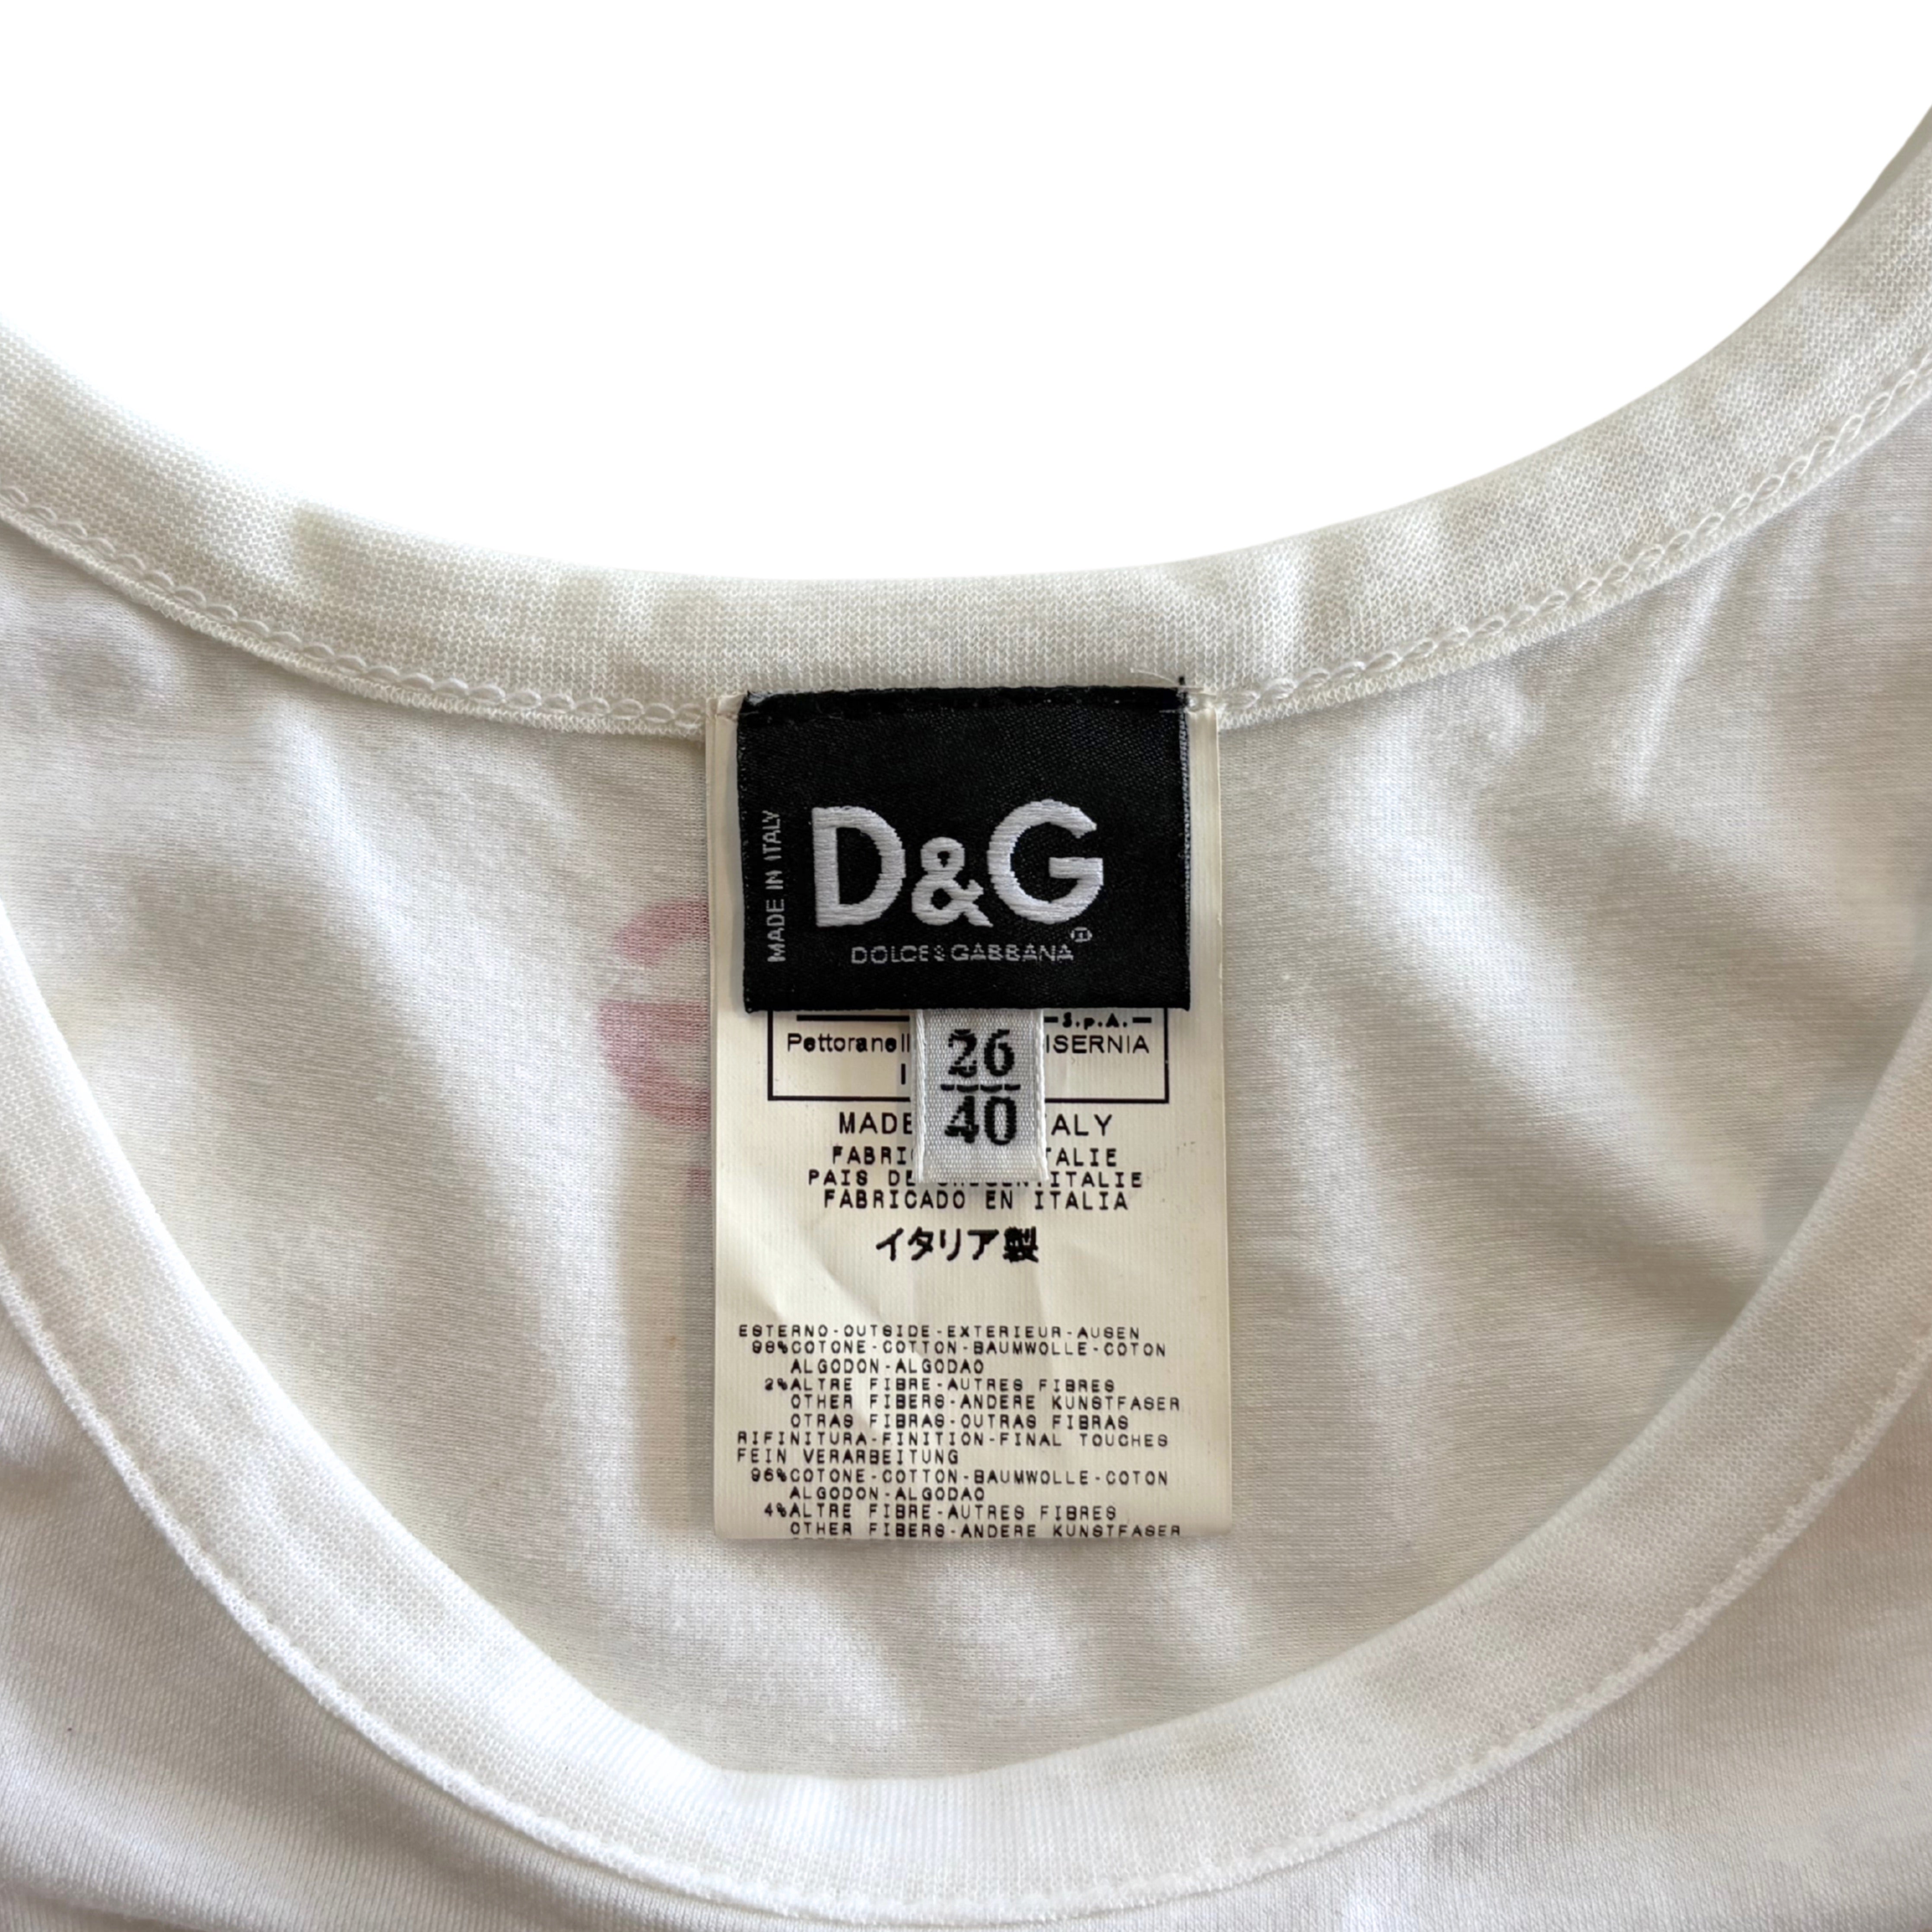 MADE IN ITALY
D&G
DOLCE&GABBANA
S.p.A.
Pettoranell ISERNIA
26
40
MADE ALY
FABRI TALIE
PAIS DE ITALIE
FABRICADO EN ITALIA
イタリア製
ESTERNO-OUTSIDE-EXTERIEUR-AUSEN
98%COTONE-COTTON-BAUMWOLLE-COTON
ALGODON-ALGODAO
2%ALTRE FIBRE-AUTRES FIBRES
OTHER FIBERS-ANDERE KUNSTFASER
OTRAS FIBRAS-OUTRAS FIBRAS
RIFINITURA-FINITION-FINAL TOUCHES
FEIN VERARBEITUNG
96%COTONE-COTTON-BAUMWOLLE-COTON
ALGODON-ALGODAO
4%ALTRE FIBRE-AUTRES FIBRES
OTHER FIBERS-ANDERE KUNSTFASER